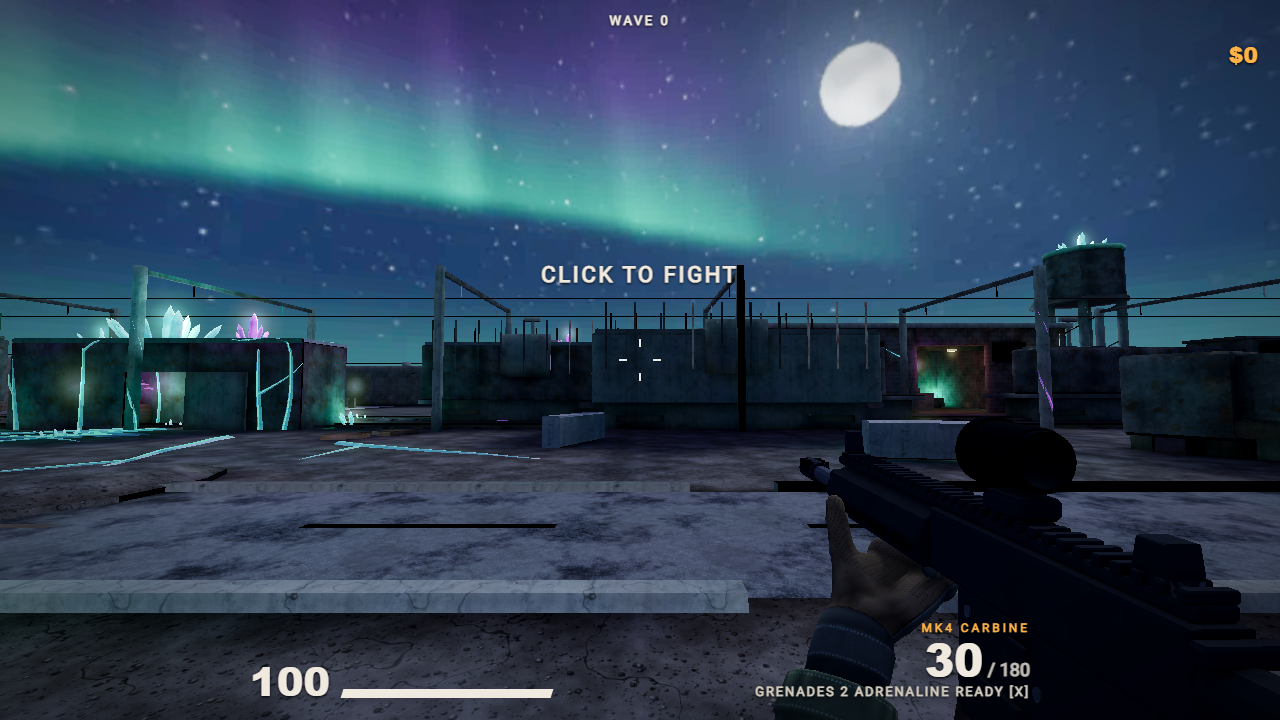 WAVE 0
$0
CLICK TO FIGHT
MK4 CARBINE
30 / 180
100
GRENADES 2 ADRENALINE READY [X]